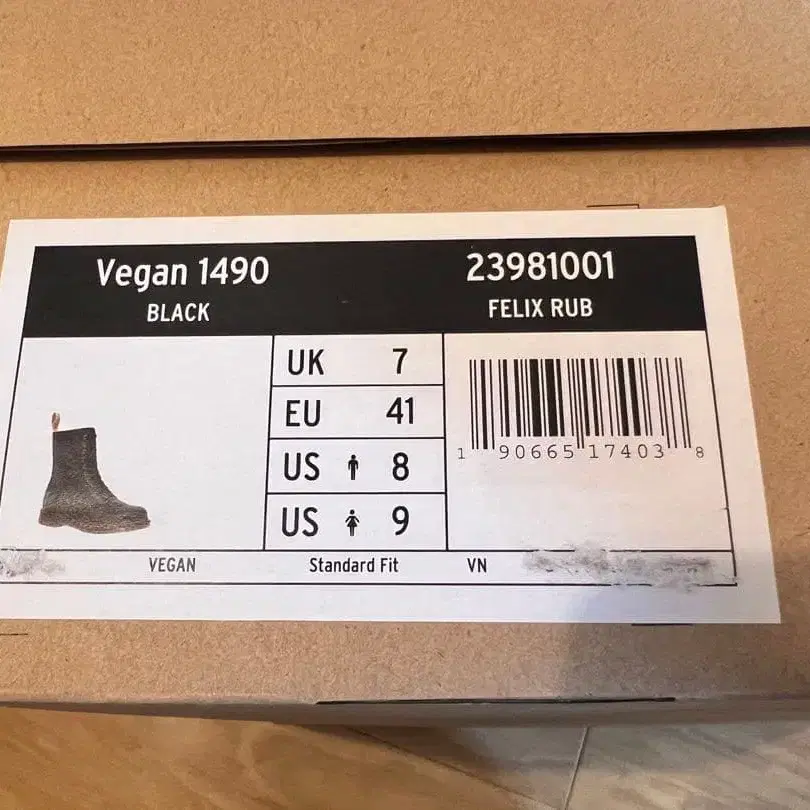 Vegan 1490
BLACK
23981001
FELIX RUB
UK 7
EU 41
US 8
US 9
1 90665 17403 8
VEGAN Standard Fit VN